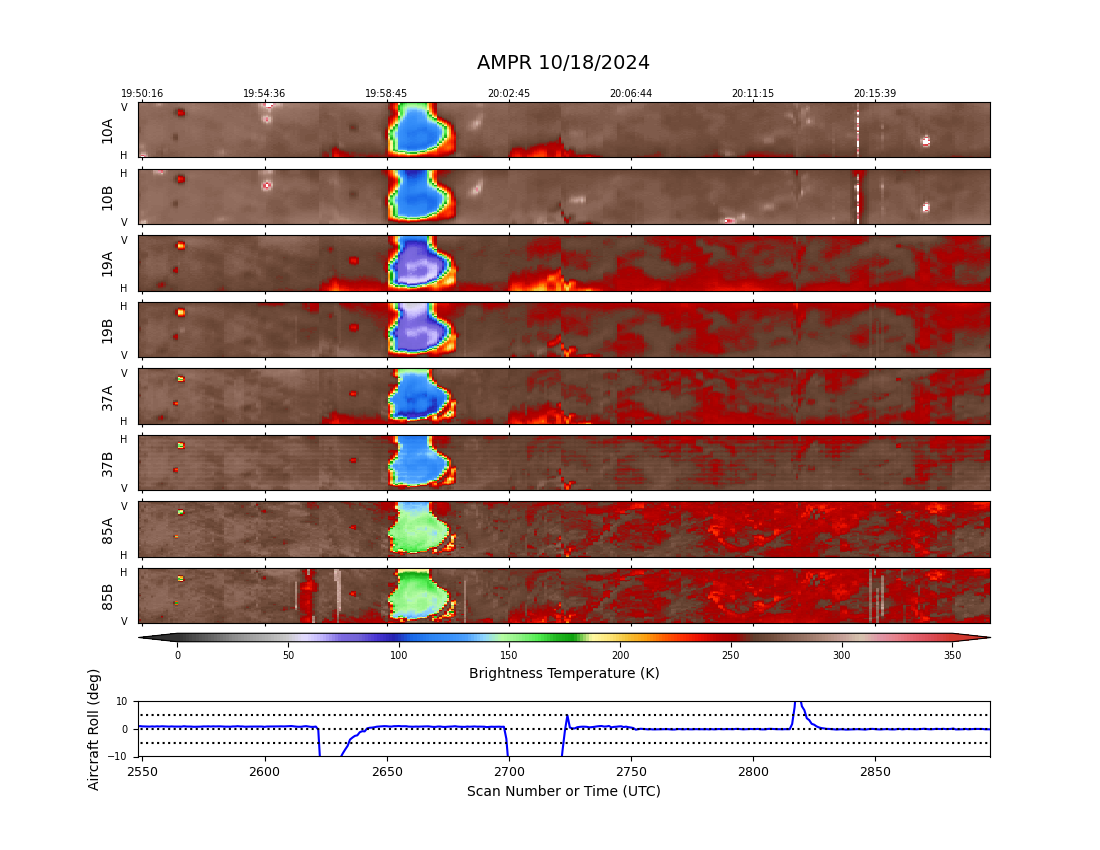 AMPR 10/18/2024
19:50:16 19:54:36 19:58:45 20:02:45 20:06:44 20:11:15 20:15:39
V
10A
H
H
10B
V
V
19A
H
H
19B
V
V
37A
H
H
37B
V
V
85A
H
H
85B
V
0 50 100 150 200 250 300 350
Brightness Temperature (K)
Aircraft Roll (deg)
10
0
−10
2550 2600 2650 2700 2750 2800 2850
Scan Number or Time (UTC)